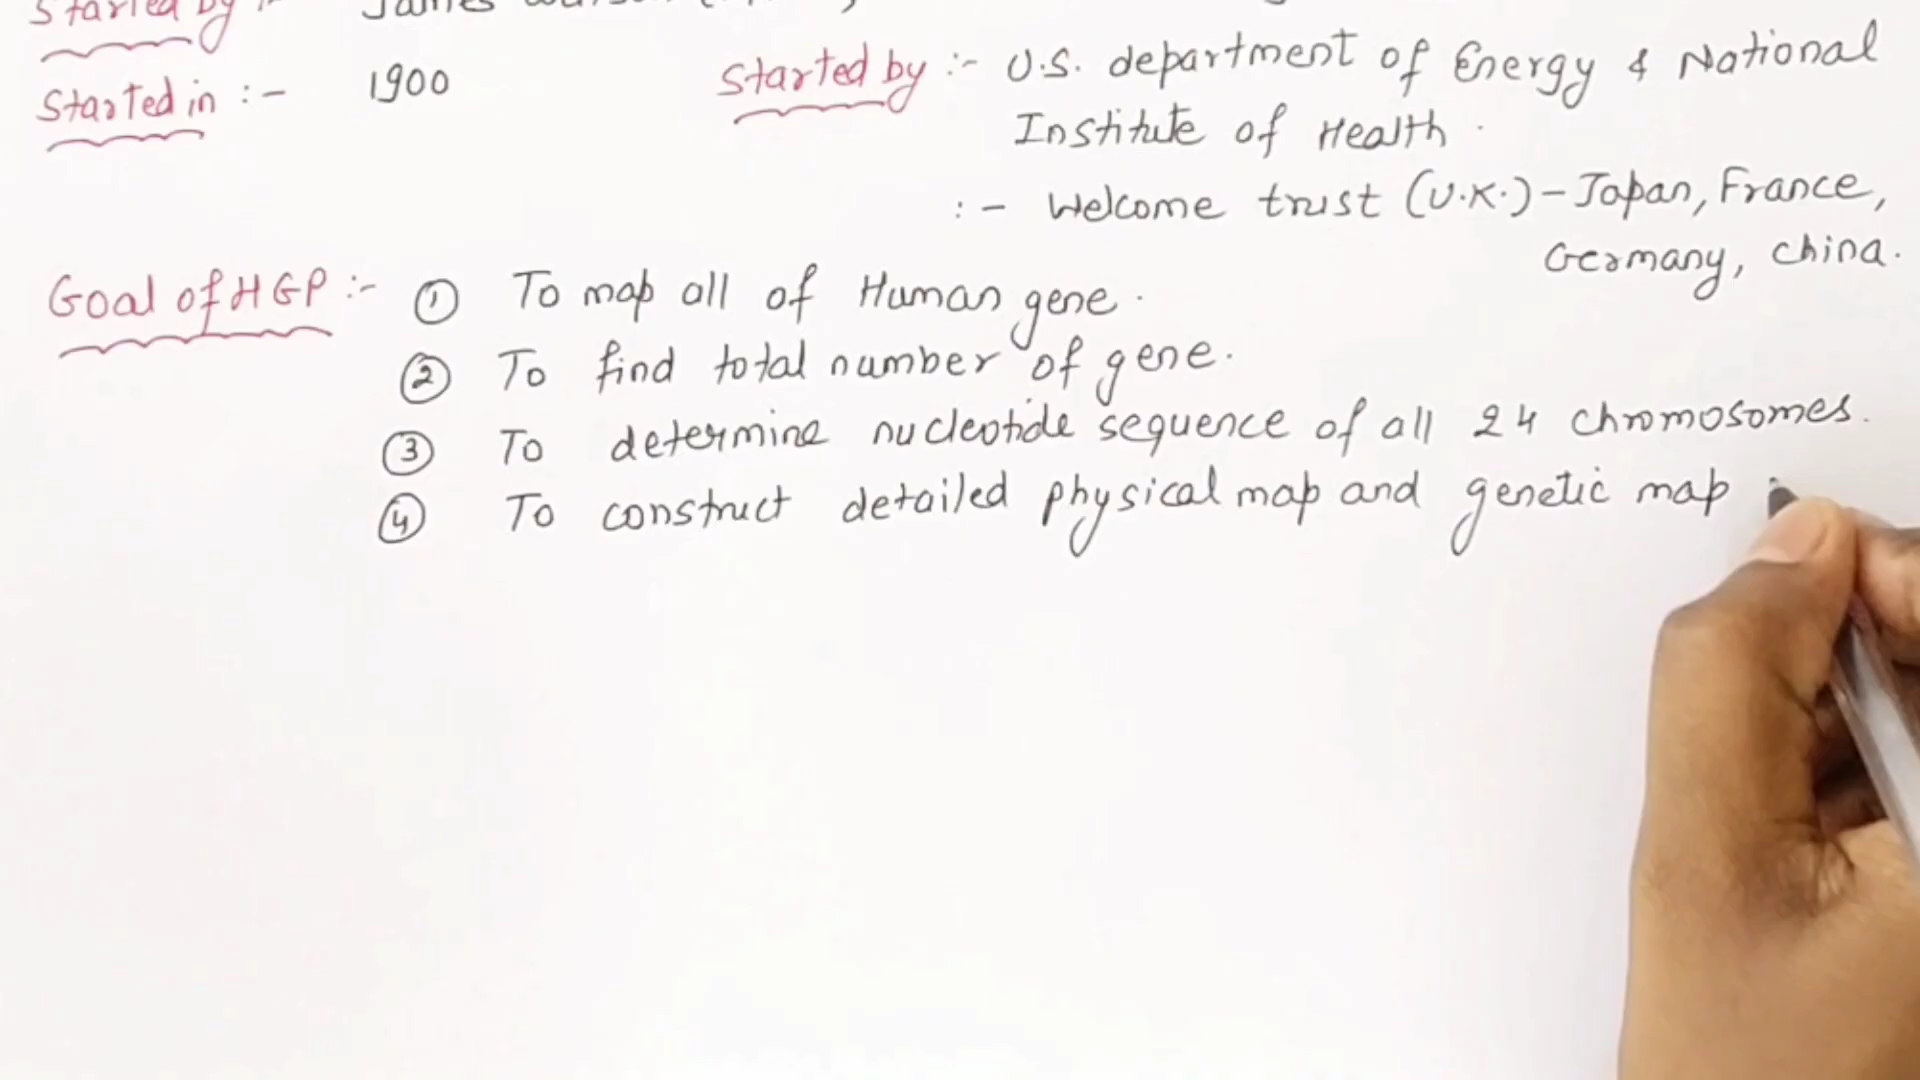 Started by :-
Started in :- 1900
Started by :- U.S. department of Energy & National
Institute of Health.
:- Welcome trust (U.K.) - Japan, France,
Germany, China.
Goal of HGP :- ① To map all of Human gene.
② To find total number of gene.
③ To determine nucleotide sequence of all 24 chromosomes.
④ To construct detailed physical map and genetic map